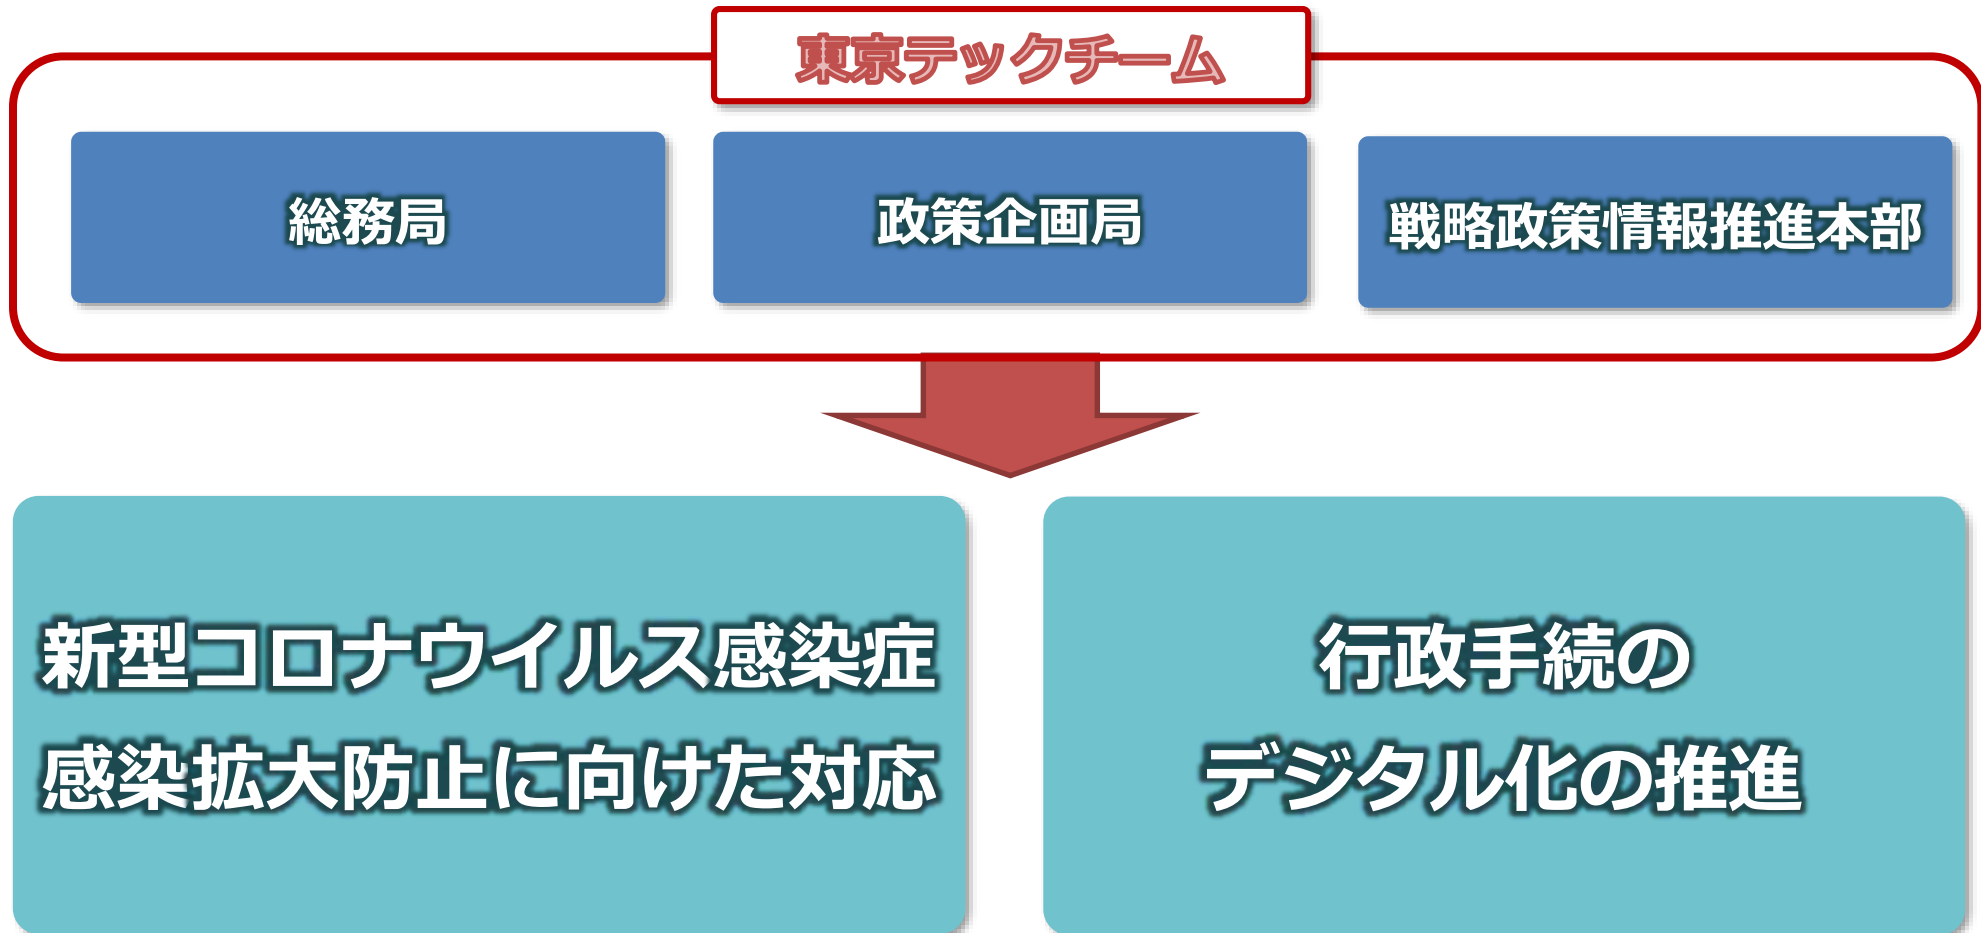 東京テックチーム
総務局
政策企画局
戦略政策情報推進本部
新型コロナウイルス感染症
感染拡大防止に向けた対応
行政手続の
デジタル化の推進